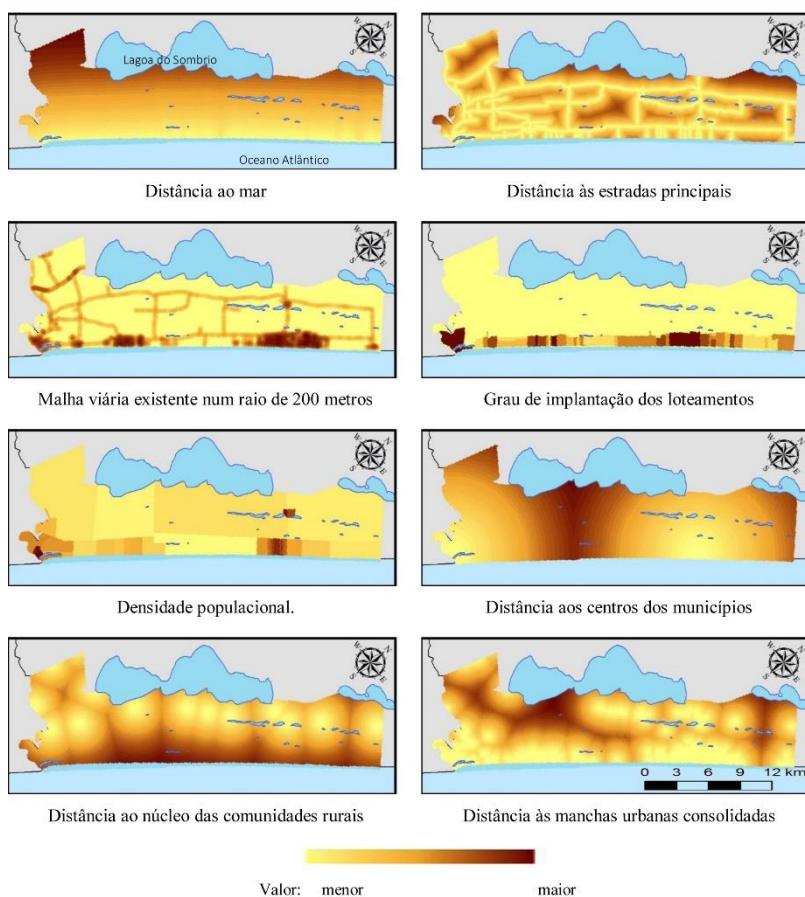 Lagoa do Sombrio
Oceano Atlântico
N
E
S
W
N
E
S
W
Distância ao mar
Distância às estradas principais
N
E
S
W
N
E
S
W
Malha viária existente num raio de 200 metros
Grau de implantação dos loteamentos
N
E
S
W
N
E
S
W
Densidade populacional.
Distância aos centros dos municípios
N
E
S
W
N
E
S
W
0 3 6 9 12 km
Distância ao núcleo das comunidades rurais
Distância às manchas urbanas consolidadas
Valor: menor maior